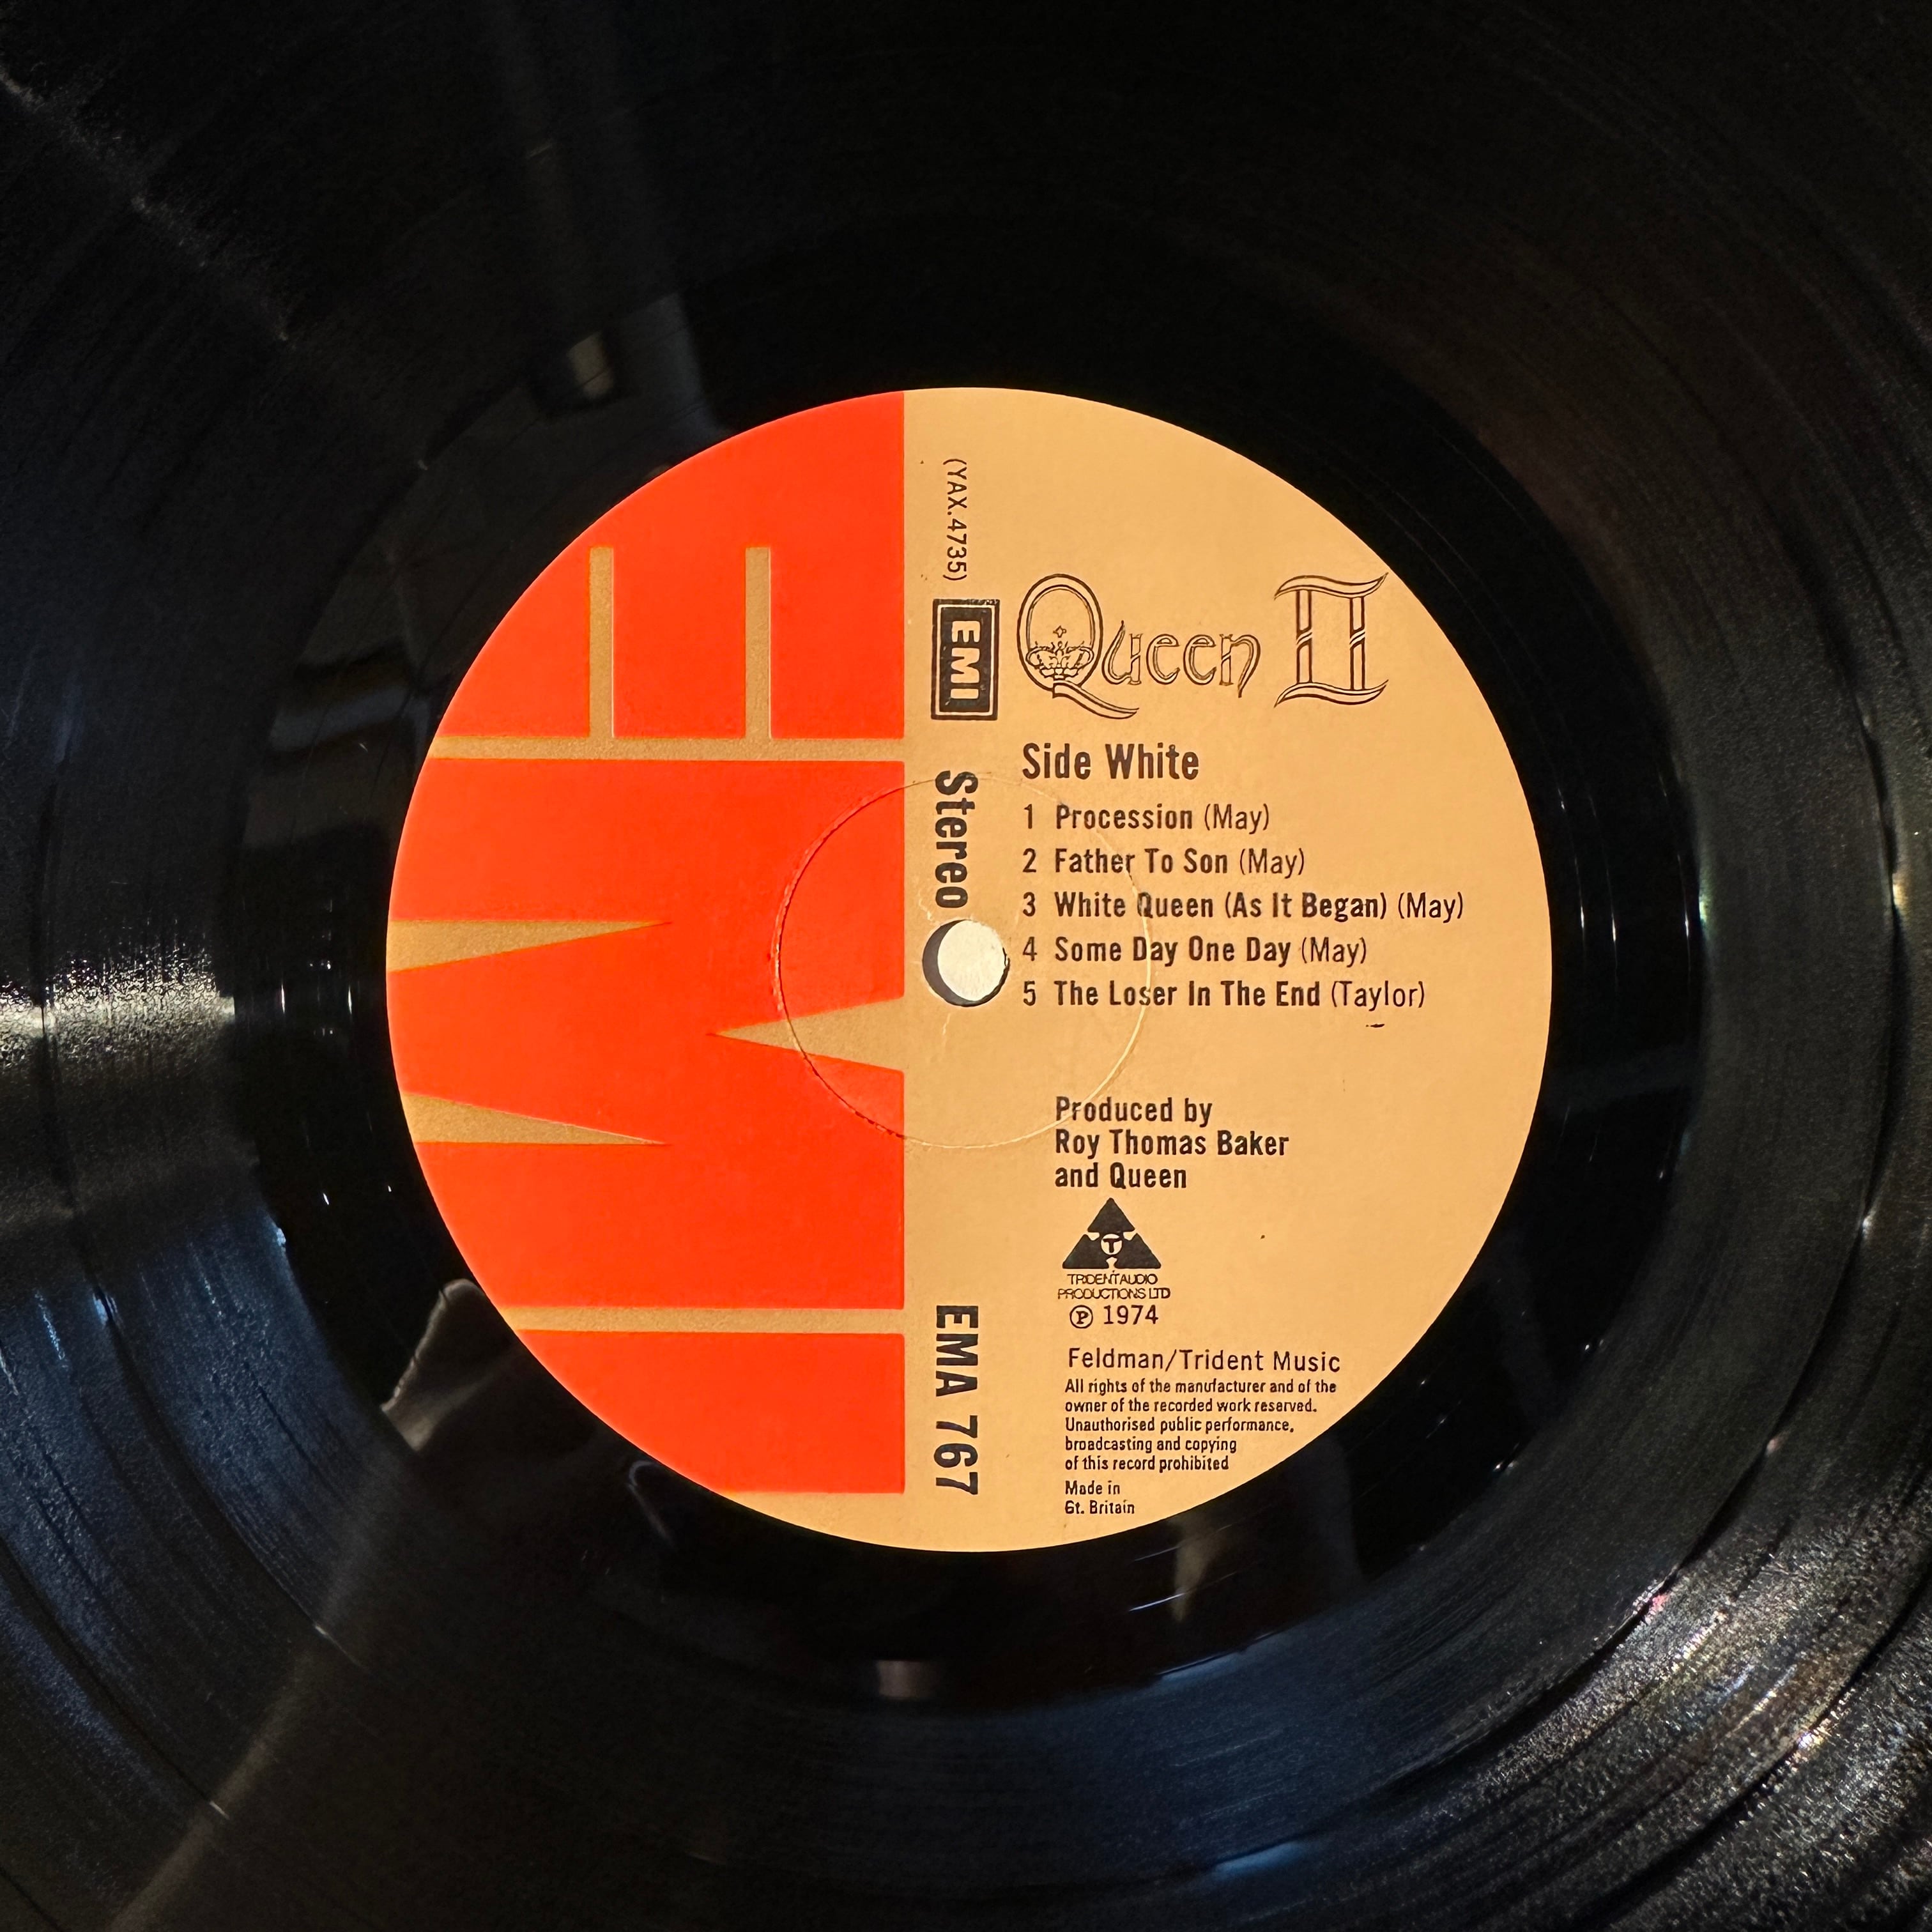 (YAX.4735)
EMI
Stereo
EMA 767
Queen II
Side White
1 Procession (May)
2 Father To Son (May)
3 White Queen (As It Began) (May)
4 Some Day One Day (May)
5 The Loser In The End (Taylor)
Produced by
Roy Thomas Baker
and Queen
T
TRIDENT AUDIO
PRODUCTIONS LTD
℗ 1974
Feldman/Trident Music
All rights of the manufacturer and of the
owner of the recorded work reserved.
Unauthorised public performance,
broadcasting and copying
of this record prohibited
Made in
Gt. Britain
EMI